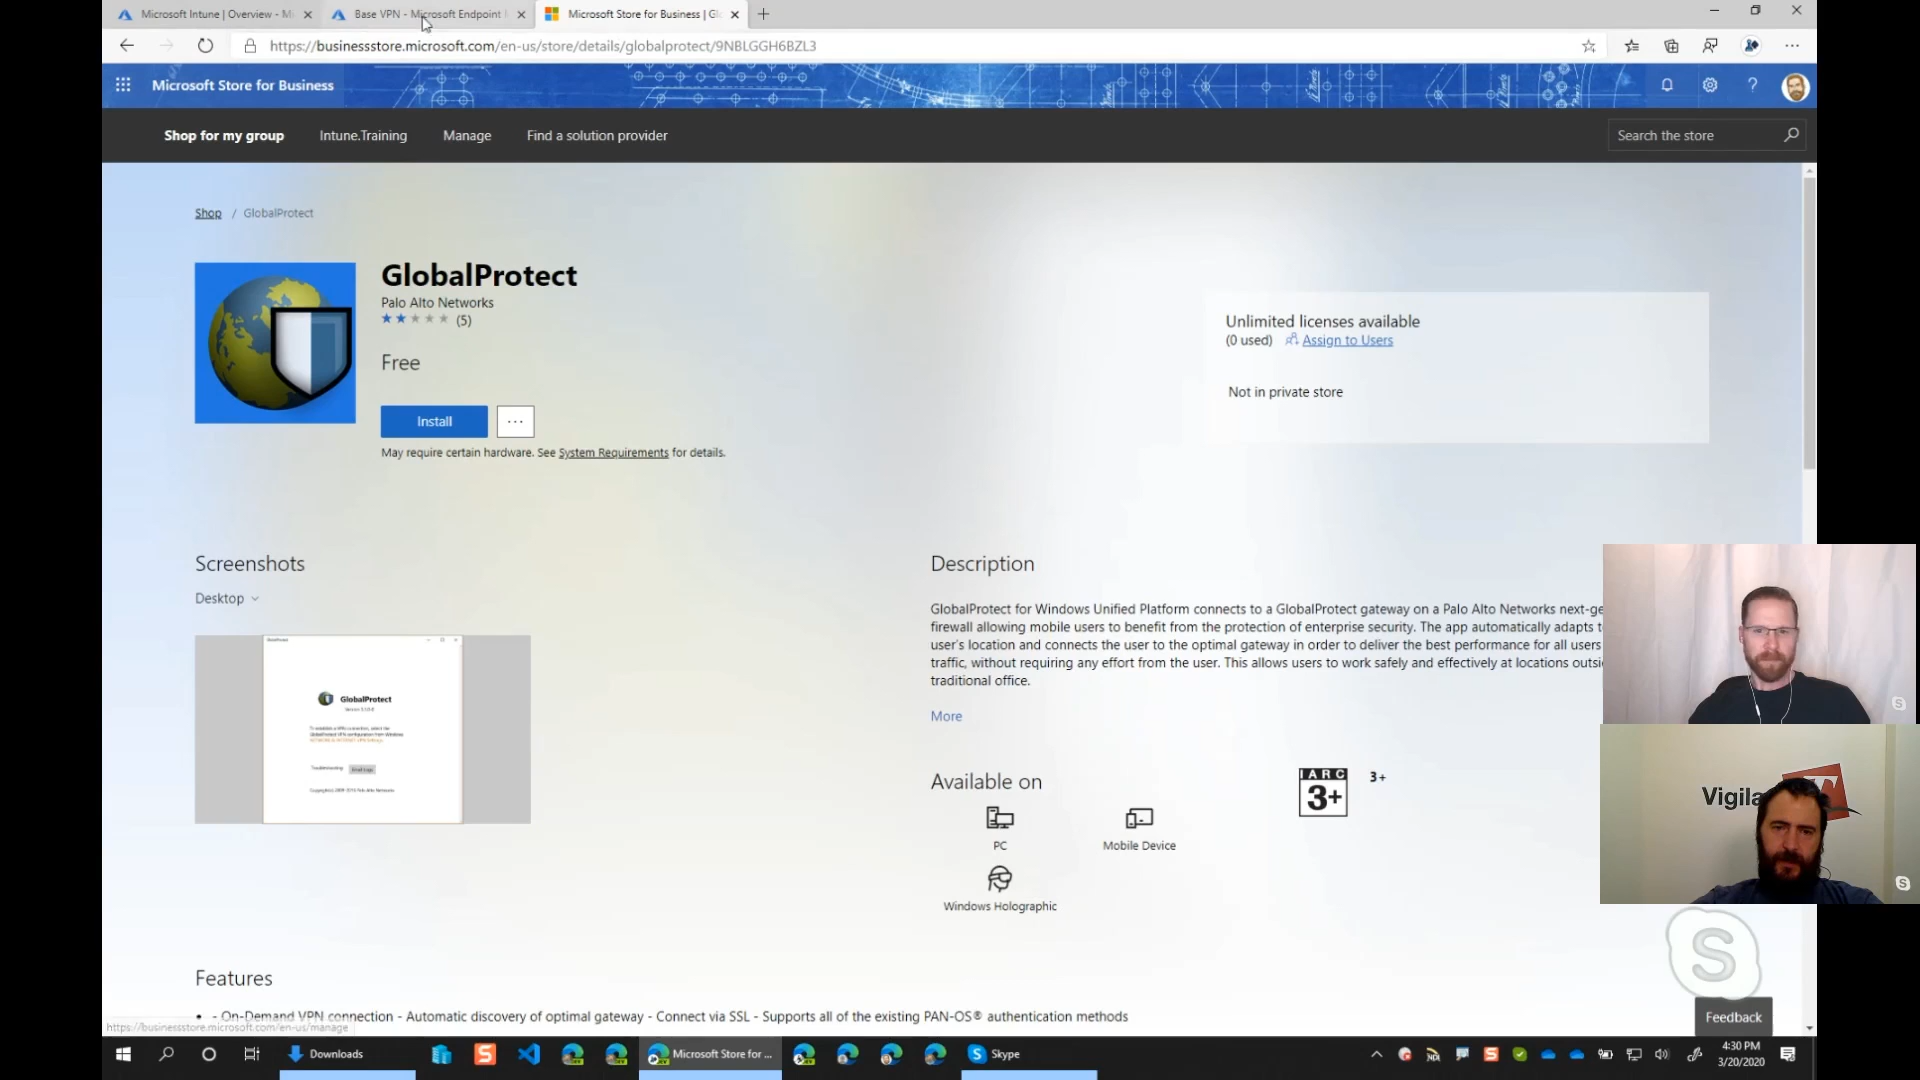 Microsoft Intune | Overview - M
Base VPN - Microsoft Endpoint
Microsoft Store for Business | Gl
https://businessstore.microsoft.com/en-us/store/details/globalprotect/9NBLGGH6BZL3
Microsoft Store for Business
Shop for my group
Intune.Training
Manage
Find a solution provider
Search the store
Shop / GlobalProtect
GlobalProtect
Palo Alto Networks
(5)
Free
Install
...
May require certain hardware. See System Requirements for details.
Unlimited licenses available
(0 used) Assign to Users
Not in private store
Screenshots
Desktop
GlobalProtect
Description
GlobalProtect for Windows Unified Platform connects to a GlobalProtect gateway on a Palo Alto Networks next-ge
firewall allowing mobile users to benefit from the protection of enterprise security. The app automatically adapts t
user's location and connects the user to the optimal gateway in order to deliver the best performance for all users
traffic, without requiring any effort from the user. This allows users to work safely and effectively at locations outsi
traditional office.
More
Available on
PC
Mobile Device
Windows Holographic
IARC
3+
3+
Vigila
Features
- On-Demand VPN connection - Automatic discovery of optimal gateway - Connect via SSL - Supports all of the existing PAN-OS® authentication methods
https://businessstore.microsoft.com/en-us/manage
Feedback
Downloads
Microsoft Store for ...
Skype
4:30 PM
3/20/2020